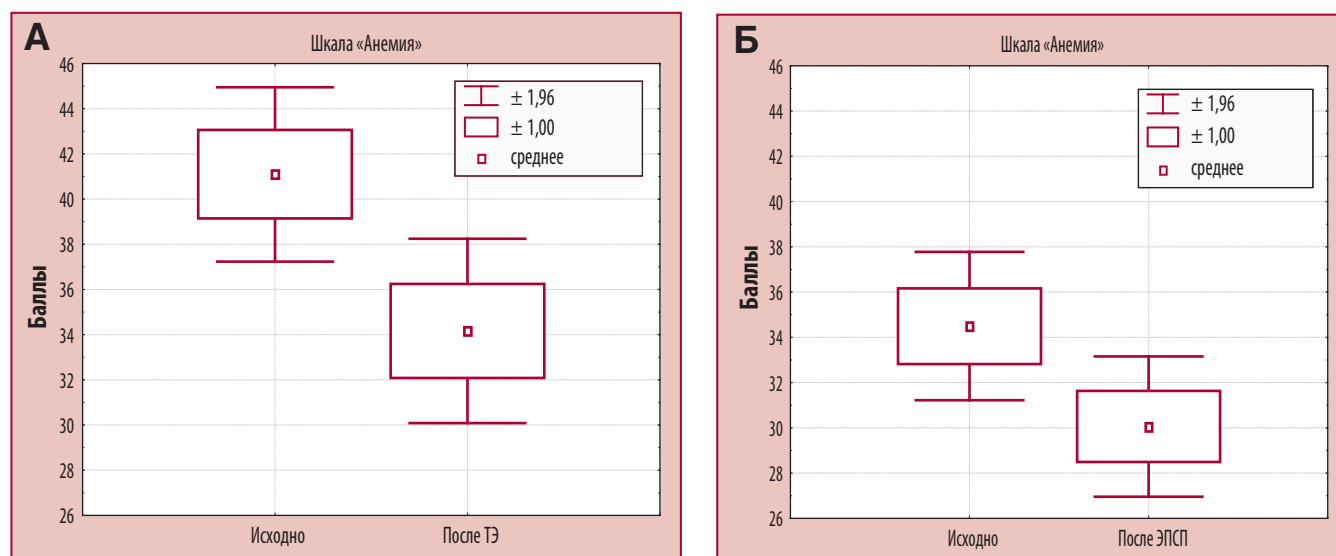 А
Шкала «Анемия»
46
44
42
40
38
36
34
32
30
28
26
Баллы
± 1,96
± 1,00
среднее
Исходно
После ТЭ
Б
Шкала «Анемия»
46
44
42
40
38
36
34
32
30
28
26
Баллы
± 1,96
± 1,00
среднее
Исходно
После ЭПСП